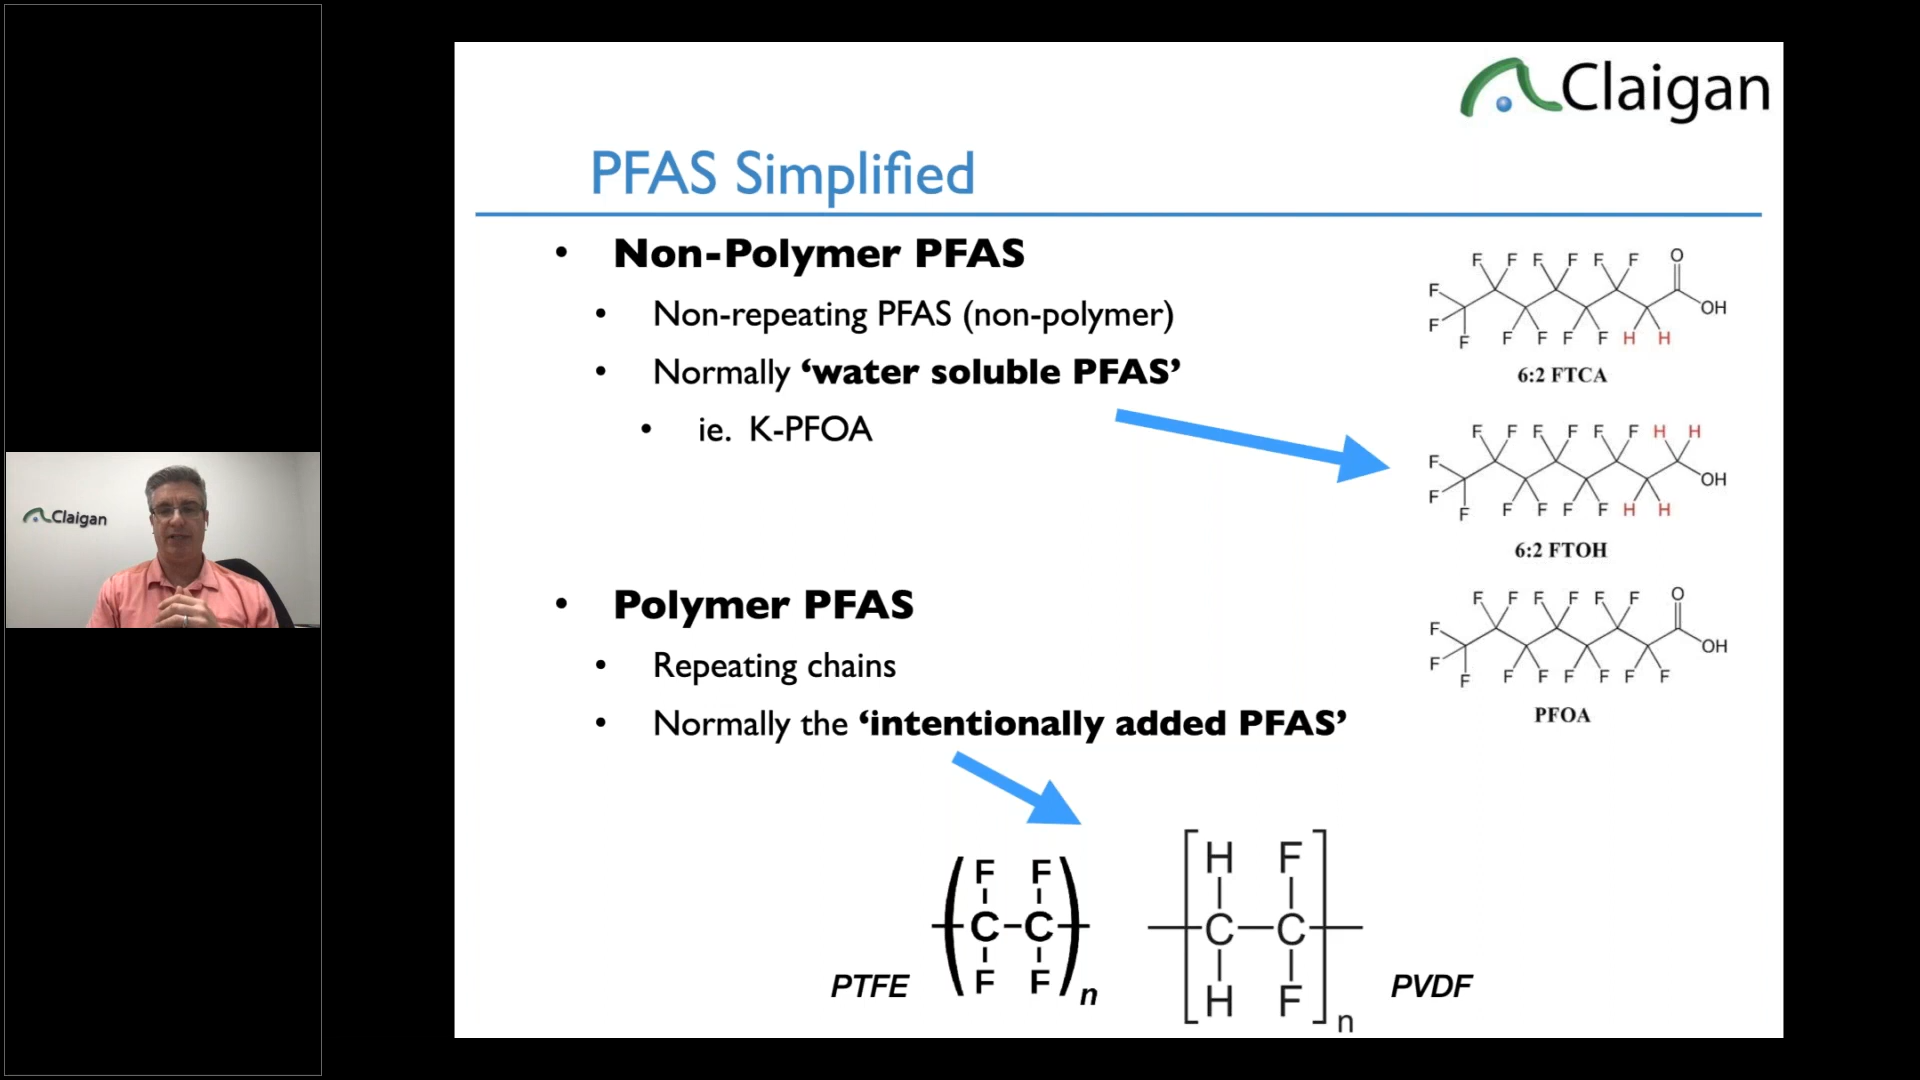 Claigan
PFAS Simplified
• Non-Polymer PFAS
• Non-repeating PFAS (non-polymer)
• Normally ‘water soluble PFAS’
• ie. K-PFOA
• Polymer PFAS
• Repeating chains
• Normally the ‘intentionally added PFAS’
F F F F F F O
F OH
F
F F F F F H H
6:2 FTCA
F F F F F F H H
F OH
F
F F F F F H H
6:2 FTOH
F F F F F F O
F OH
F
F F F F F F F
PFOA
F F
C C
F F
n
PTFE
H F
C C
H F
n
PVDF
Claigan